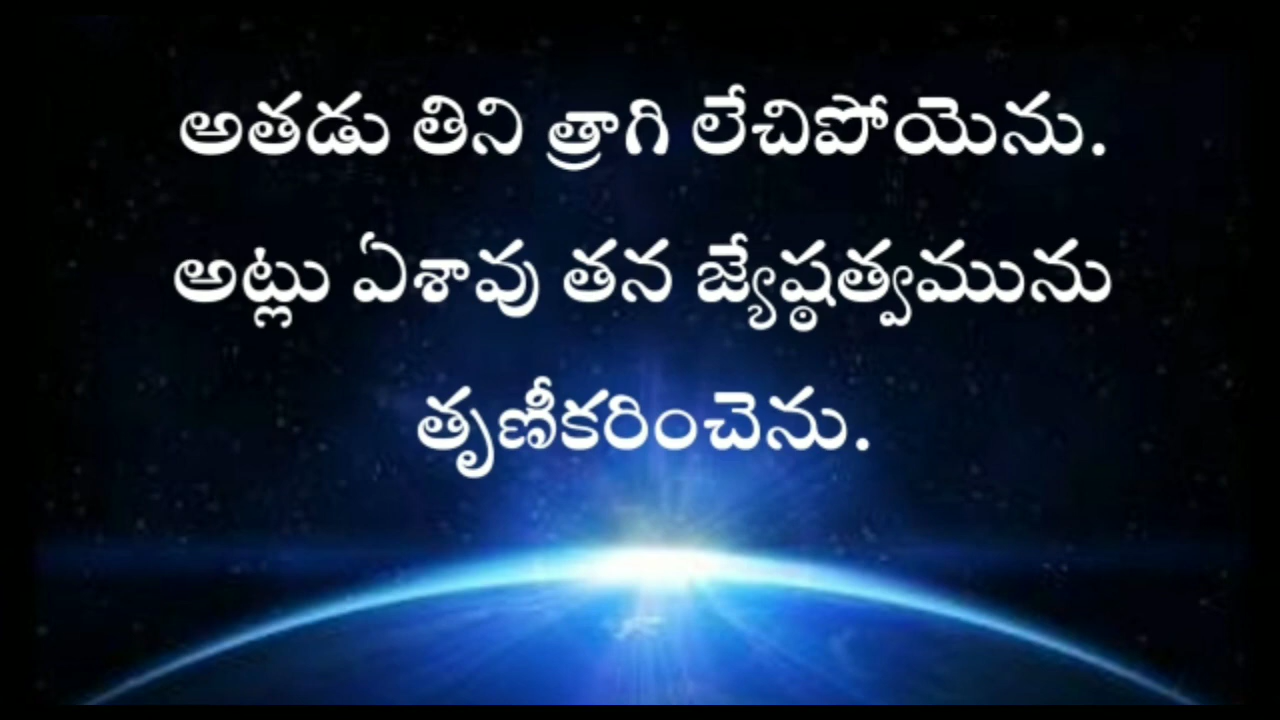 అతడు తిని త్రాగి లేచిపోయెను.
అట్లు ఏశావు తన జ్యేష్ఠత్వమును
తృణీకరించెను.